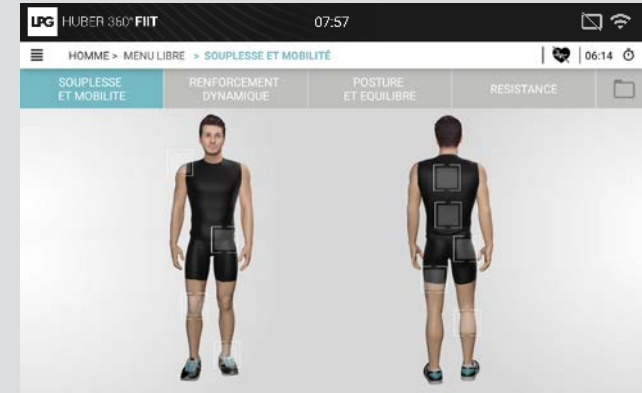 LPG HUBER 360°FIIT 07:57
HOMME > MENU LIBRE > SOUPLESSE ET MOBILITÉ 06:14
SOUPLESSE
ET MOBILITE
RENFORCEMENT
DYNAMIQUE
POSTURE
ET EQUILIBRE
RESISTANCE